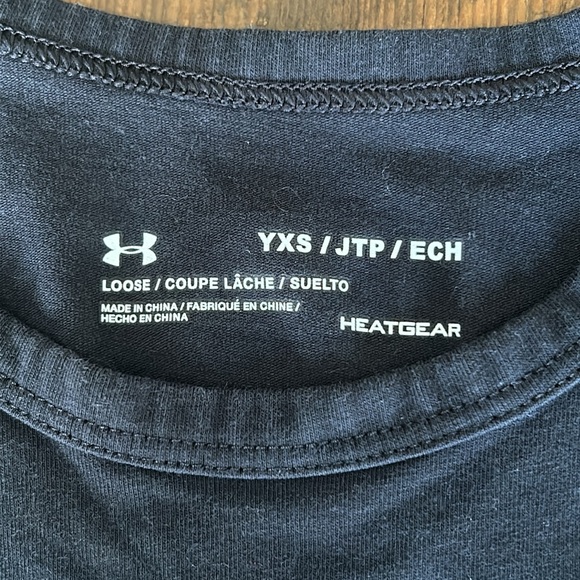 YXS / JTP / ECH
LOOSE / COUPE LÂCHE / SUELTO
MADE IN CHINA / FABRIQUÉ EN CHINE /
HECHO EN CHINA
HEATGEAR